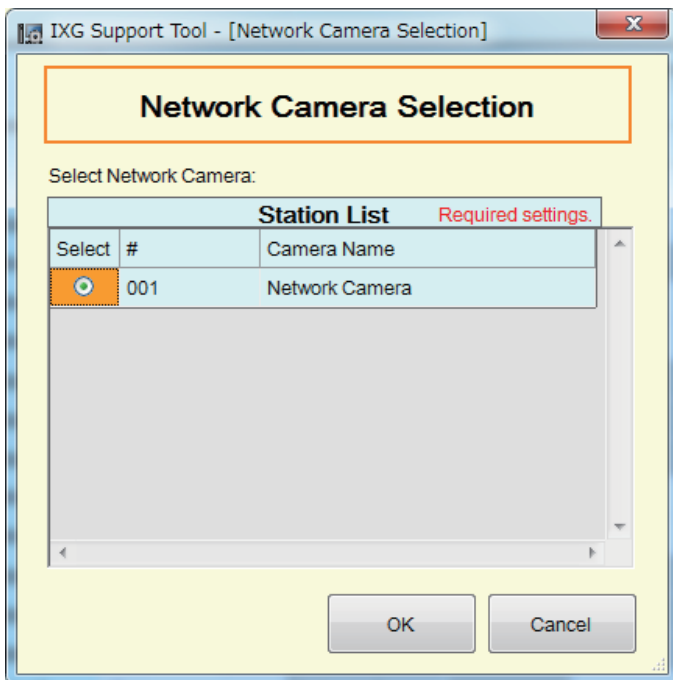 IXG Support Tool - [Network Camera Selection]
Network Camera Selection
Select Network Camera:
Station List Required settings.
Select # Camera Name
001 Network Camera
OK Cancel